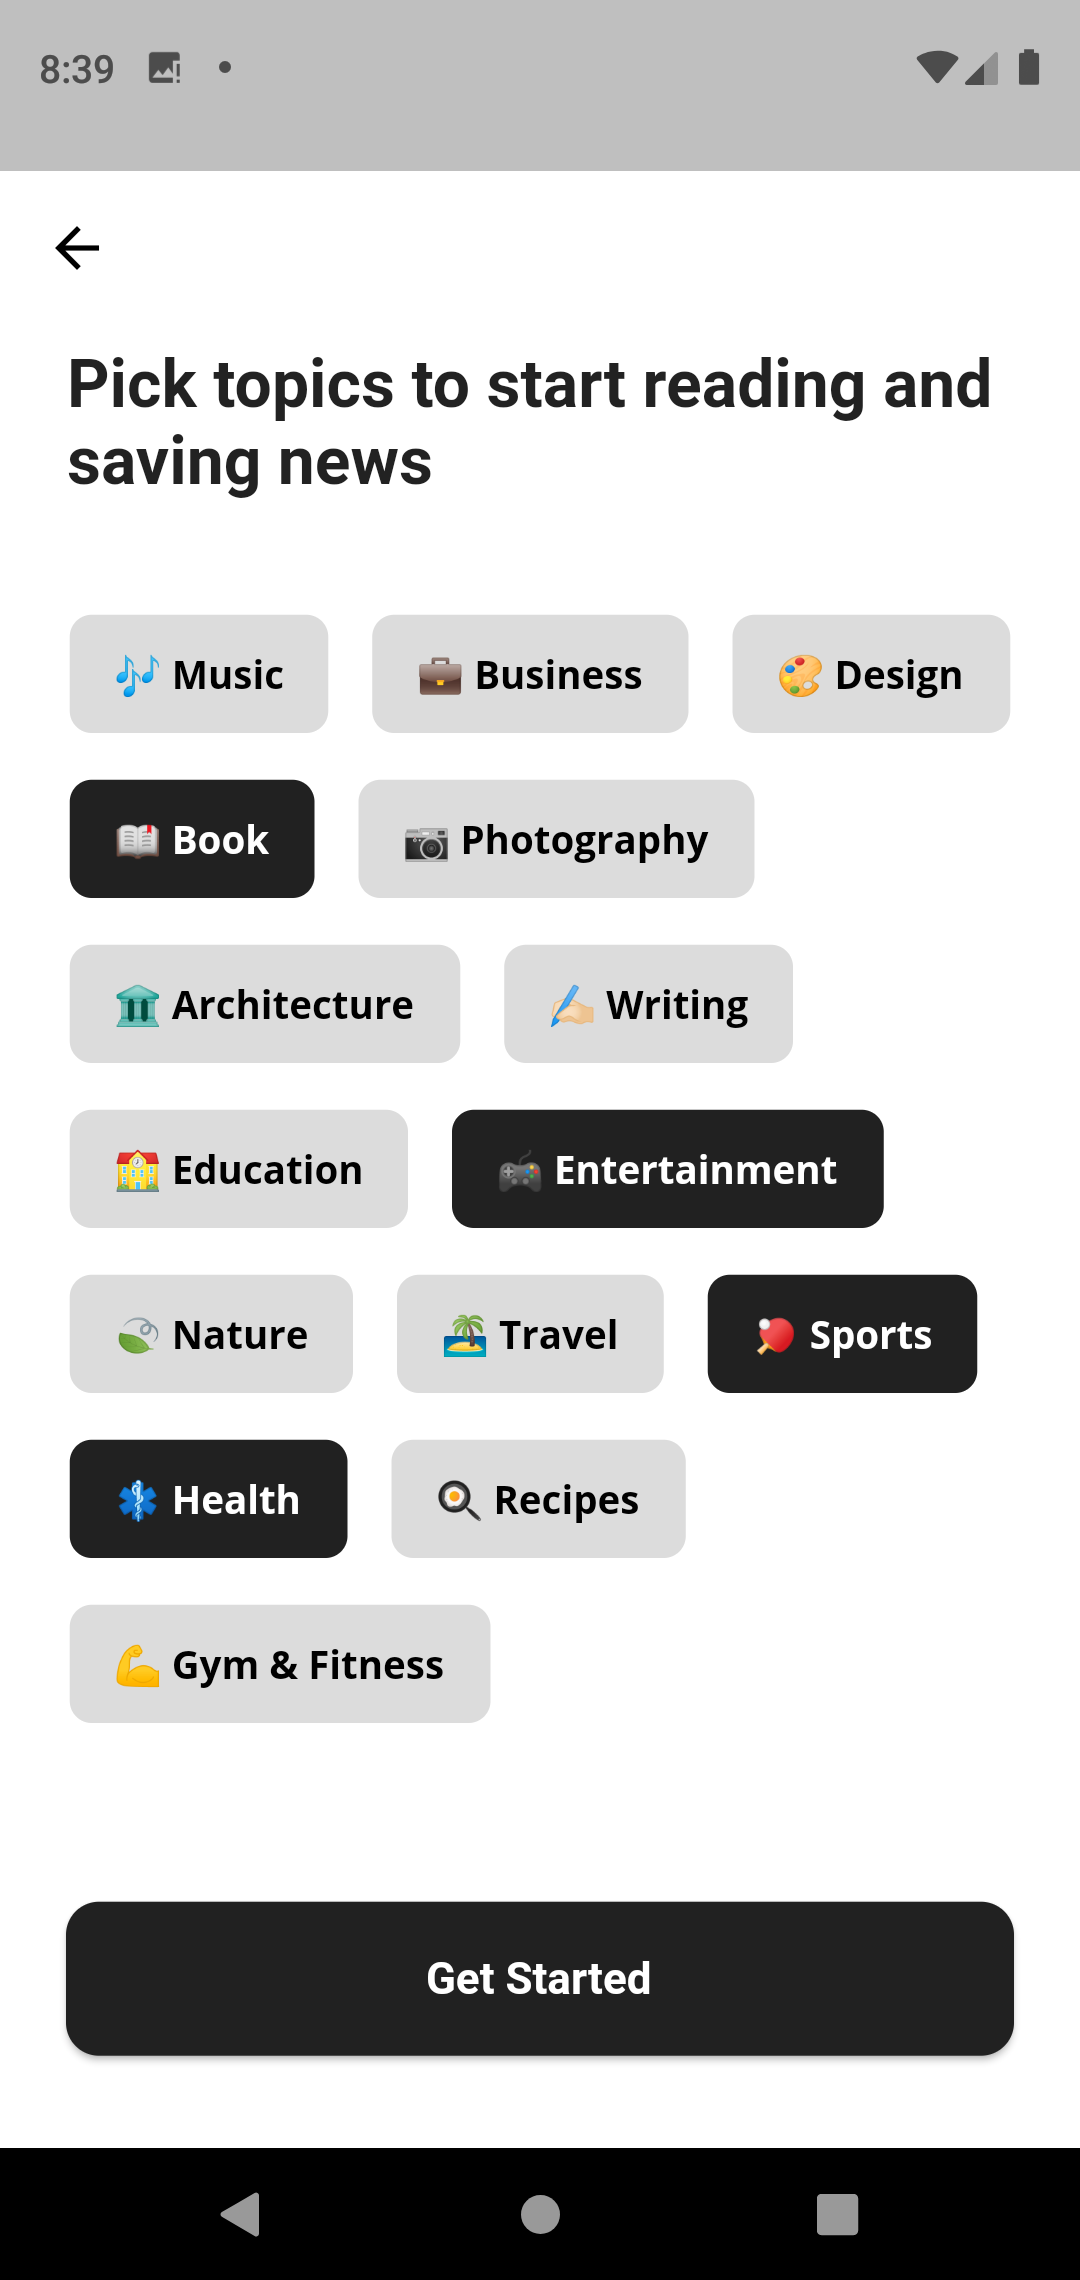 8:39
Pick topics to start reading and
saving news
🎶 Music 💼 Business 🎨 Design
📖 Book 📷 Photography
🏛️ Architecture ✍🏻 Writing
🏫 Education 🎮 Entertainment
🍃 Nature 🏝️ Travel 🏓 Sports
Health 🍳 Recipes
💪 Gym & Fitness
Get Started